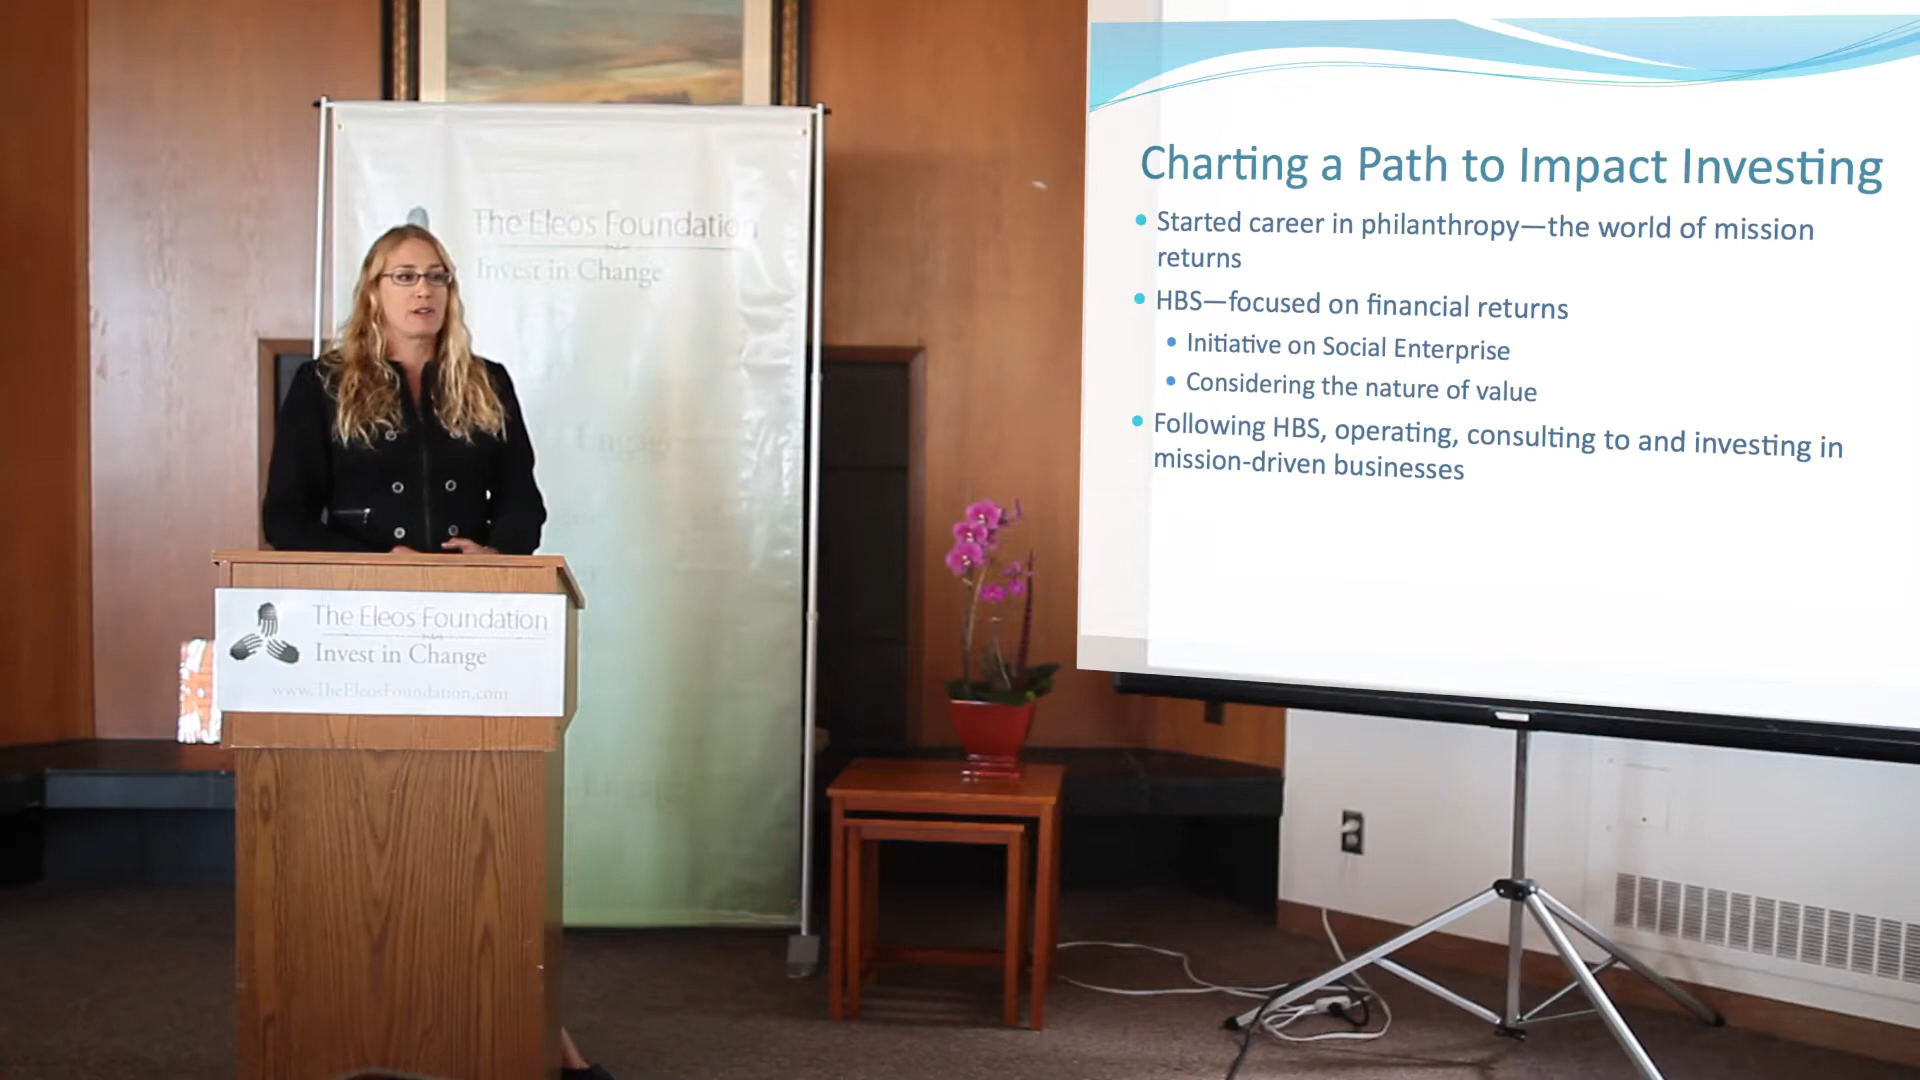 The Eleos Foundation
Invest in Change
Engage
Engage
The Eleos Foundation
Invest in Change
www.TheEleosFoundation.com
Charting a Path to Impact Investing
• Started career in philanthropy—the world of mission
returns
• HBS—focused on financial returns
• Initiative on Social Enterprise
• Considering the nature of value
• Following HBS, operating, consulting to and investing in
mission-driven businesses